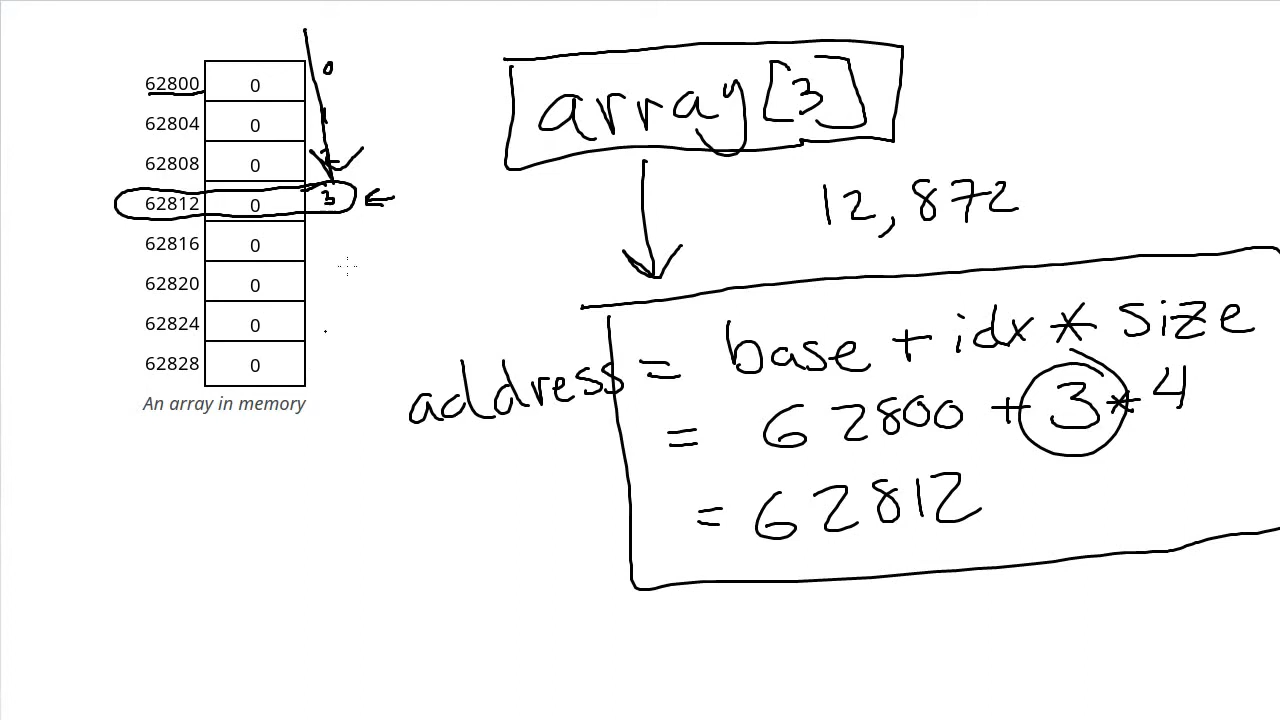 62800 0 0
62804 0 1
62808 0 2
62812 0 3
62816 0
62820 0
62824 0
62828 0
An array in memory
array[3]
12,872
address = base + idx * size
= 62800 + 3 * 4
= 62812